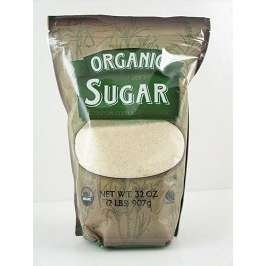 ORGANIC
SUGAR
NET WT. 32 OZ
(2 LBS) 907g